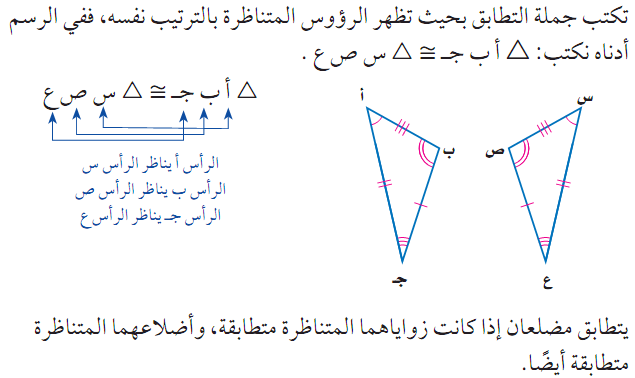 تكتب جملة التطابق بحيث تظهر الرؤوس المتناظرة بالترتيب نفسه، ففي الرسم
أدناه نكتب: △ أ ب جـ ≅ △ س ص ع .
△ أ ب جـ ≅ △ س ص ع
الرأس أ يناظر الرأس س
الرأس ب يناظر الرأس ص
الرأس جـ يناظر الرأس ع
أ
ب
جـ
س
ص
ع
يتطابق مضلعان إذا كانت زواياهما المتناظرة متطابقة، وأضلاعهما المتناظرة
متطابقة أيضًا.